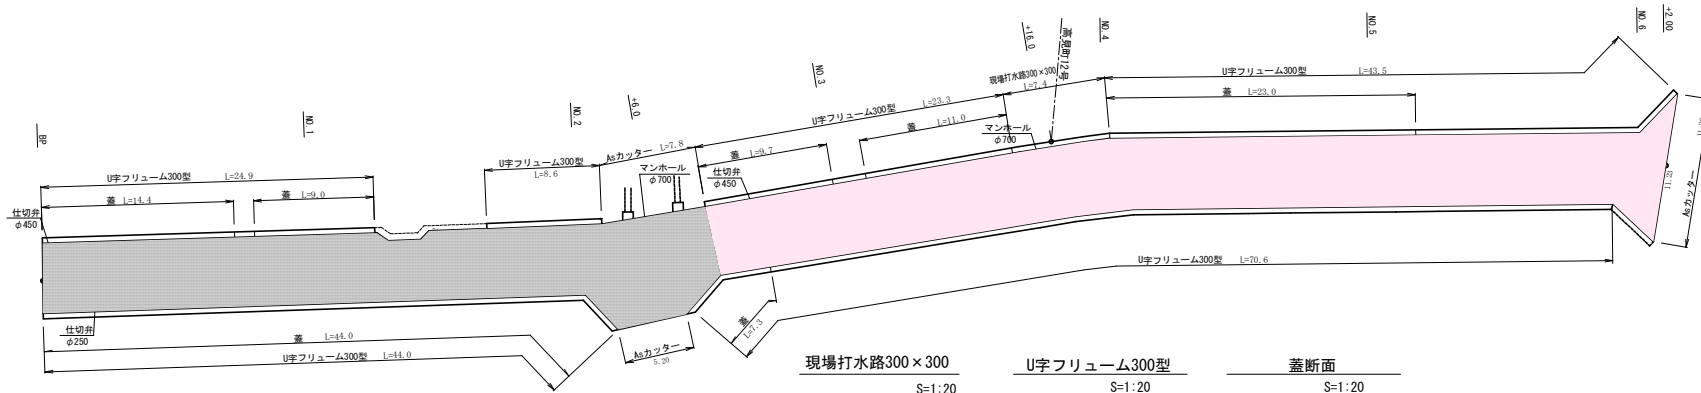 BP
NO.1
NO.2
+6.0
NO.3
+16.0
高見町12号
NO.4
NO.5
NO.6
+2.00
U字フリューム300型 L=24.9
蓋 L=14.4
蓋 L=9.0
仕切弁
φ450
仕切弁
φ250
蓋 L=44.0
U字フリューム300型 L=44.0
U字フリューム300型
L=8.6
Asカッター L=7.8
マンホール
φ700
Asカッター
5.20
U字フリューム300型 L=23.3
蓋 L=9.7
仕切弁
φ450
蓋 L=11.0
現場打水路300×300
L=7.4
マンホール
φ700
U字フリューム300型 L=43.5
蓋 L=23.0
蓋
L=7.3
U字フリューム300型 L=70.6
11.23
Asカッター
現場打水路300×300
S=1:20
U字フリューム300型
S=1:20
蓋断面
S=1:20